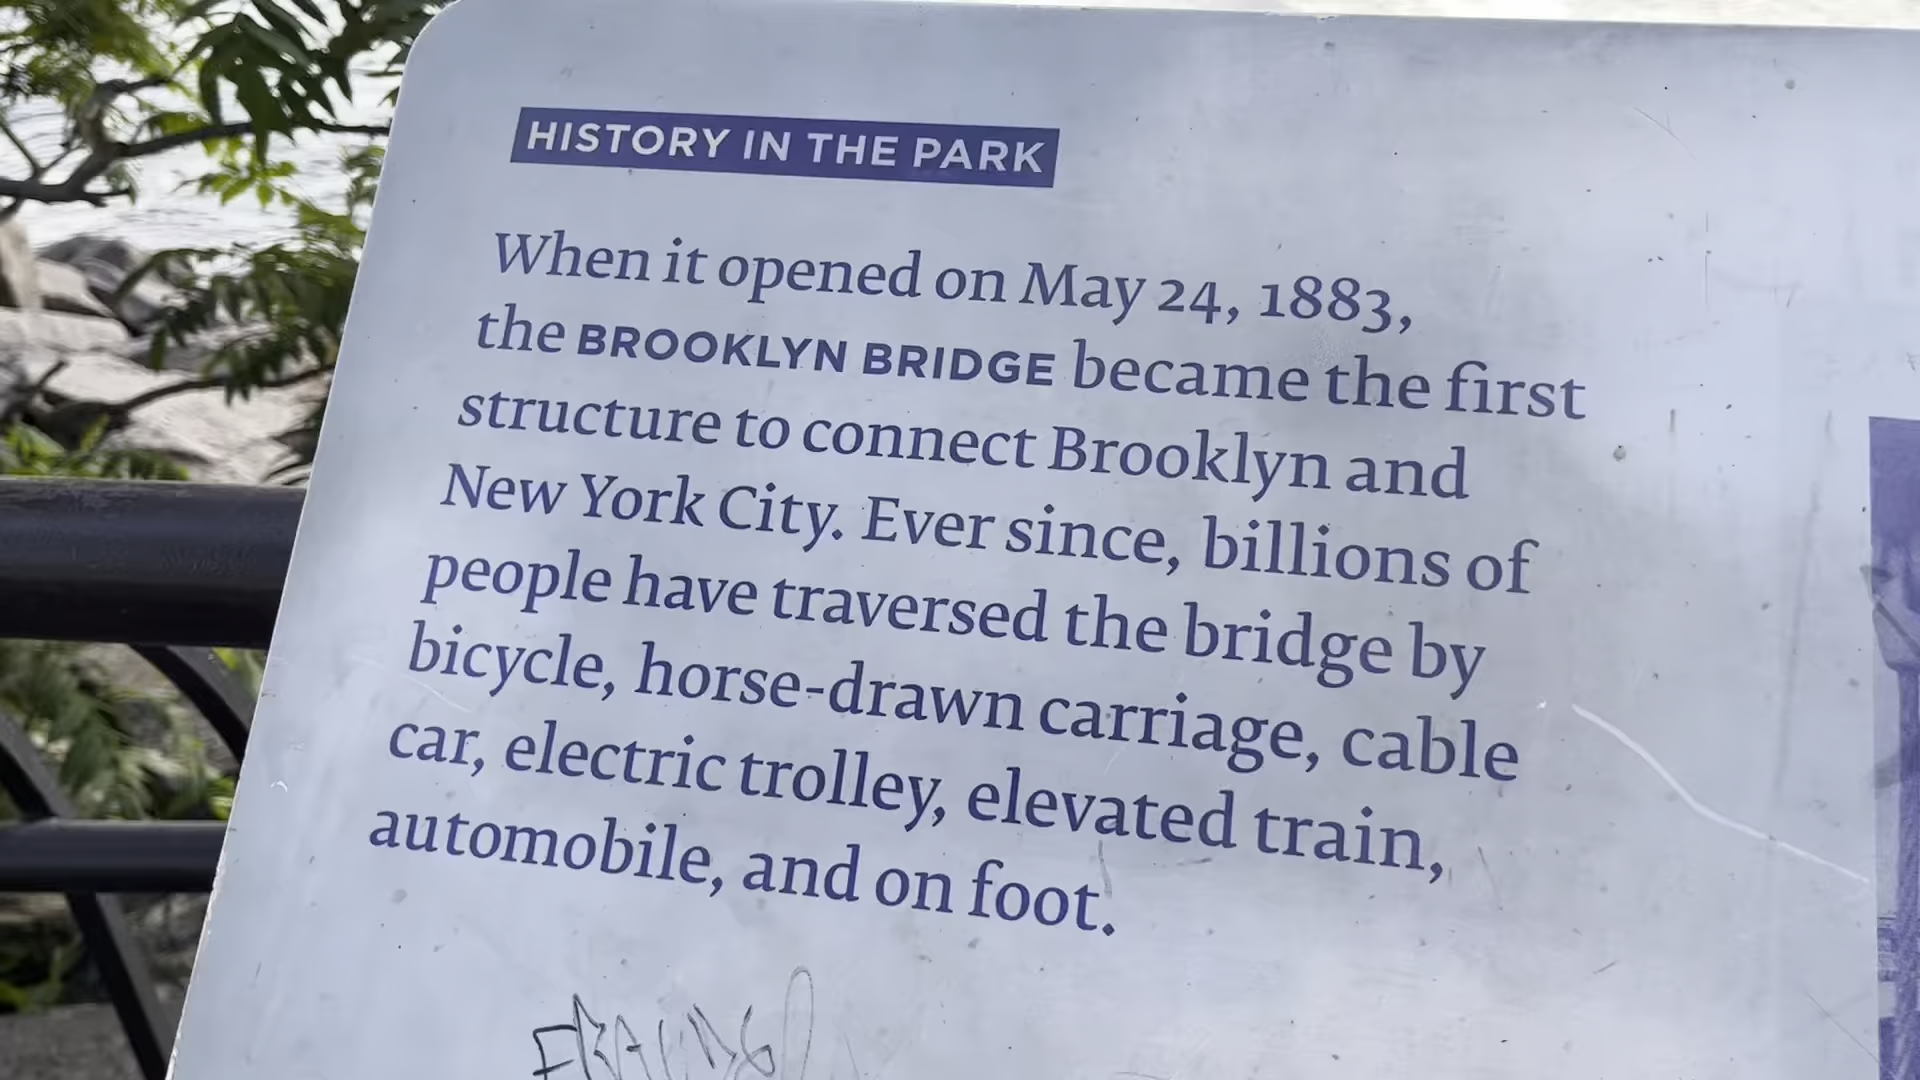 HISTORY IN THE PARK
When it opened on May 24, 1883,
the BROOKLYN BRIDGE became the first
structure to connect Brooklyn and
New York City. Ever since, billions of
people have traversed the bridge by
bicycle, horse-drawn carriage, cable
car, electric trolley, elevated train,
automobile, and on foot.